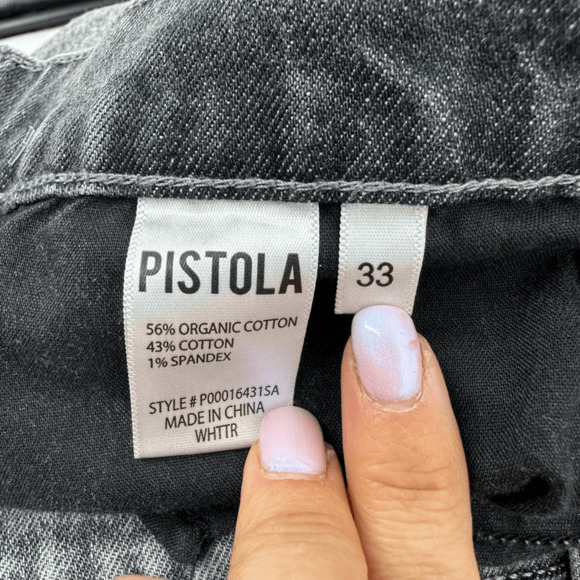 PISTOLA
33
56% ORGANIC COTTON
43% COTTON
1% SPANDEX
STYLE # P00016431SA
MADE IN CHINA
WHTTR